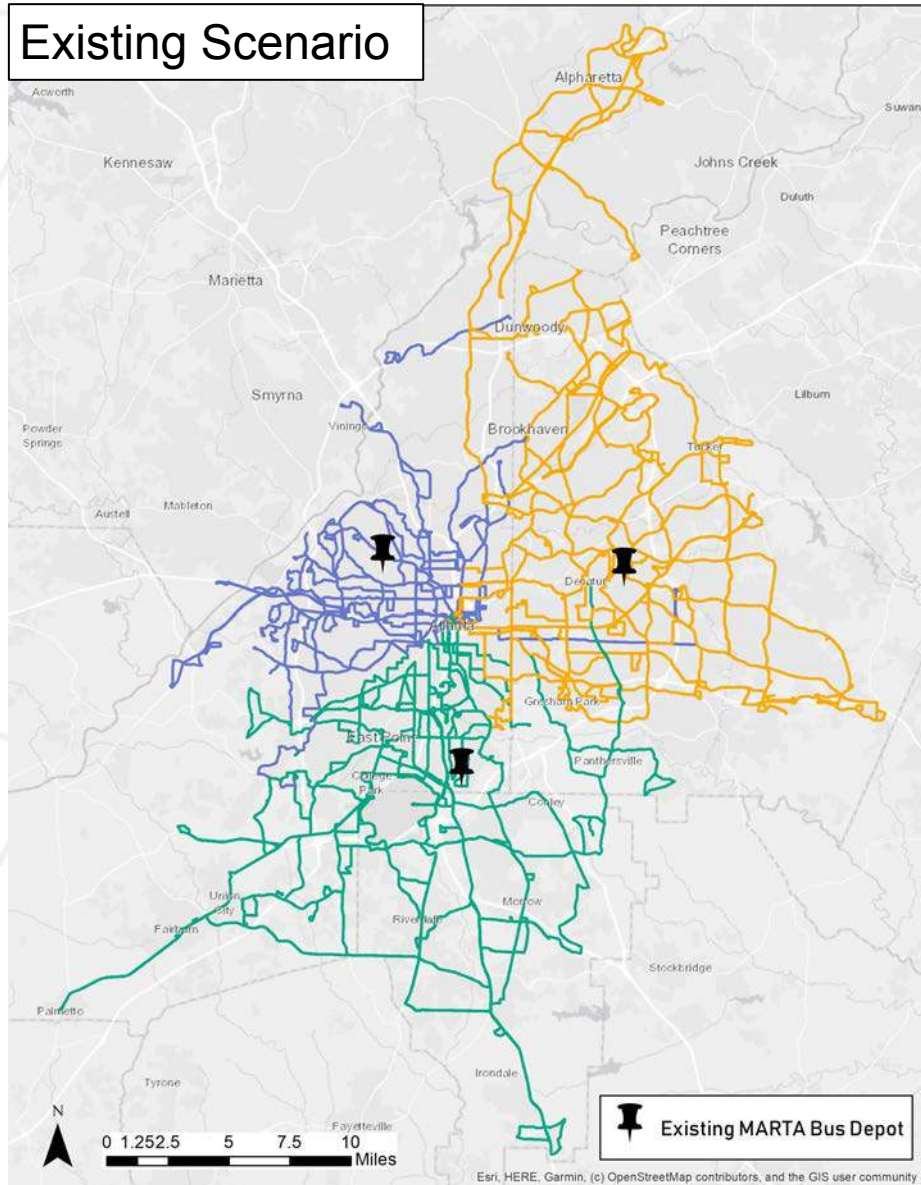 Existing Scenario
Alpharetta
Acworth
Suwan
Kennesaw
Johns Creek
Duluth
Peachtree
Corners
Marietta
Dunwoody
Smyrna
Lilburn
Vinings
Brookhaven
Powder
Springs
Tucker
Mableton
Austell
Decatur
Atlanta
Gresham Park
East Point
Panthersville
College
Park
Conley
Union
City
Morrow
Riverdale
Fairburn
Stockbridge
Palmetto
Irondale
Tyrone
Fayetteville
N
0 1.252.5 5 7.5 10
Miles
Existing MARTA Bus Depot
Esri, HERE, Garmin, (c) OpenStreetMap contributors, and the GIS user community